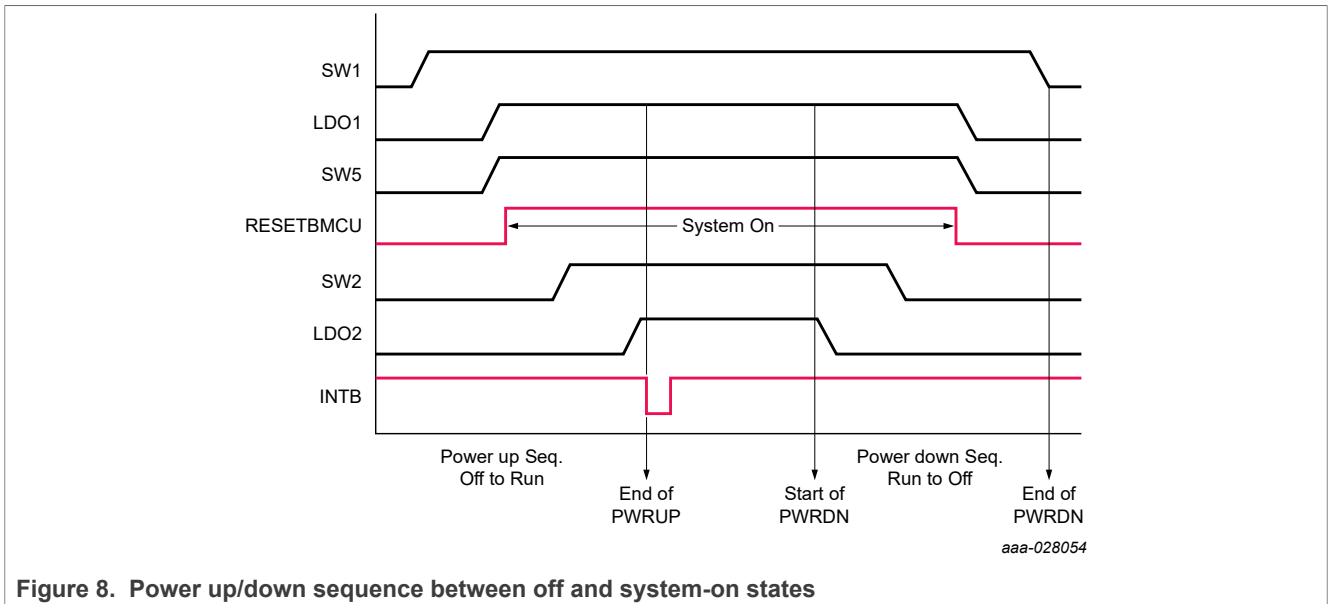 SW1
LDO1
SW5
RESETBMCU
System On
SW2
LDO2
INTB
Power up Seq.
Off to Run
End of
PWRUP
Start of
PWRDN
Power down Seq.
Run to Off
End of
PWRDN
aaa-028054
Figure 8. Power up/down sequence between off and system-on states